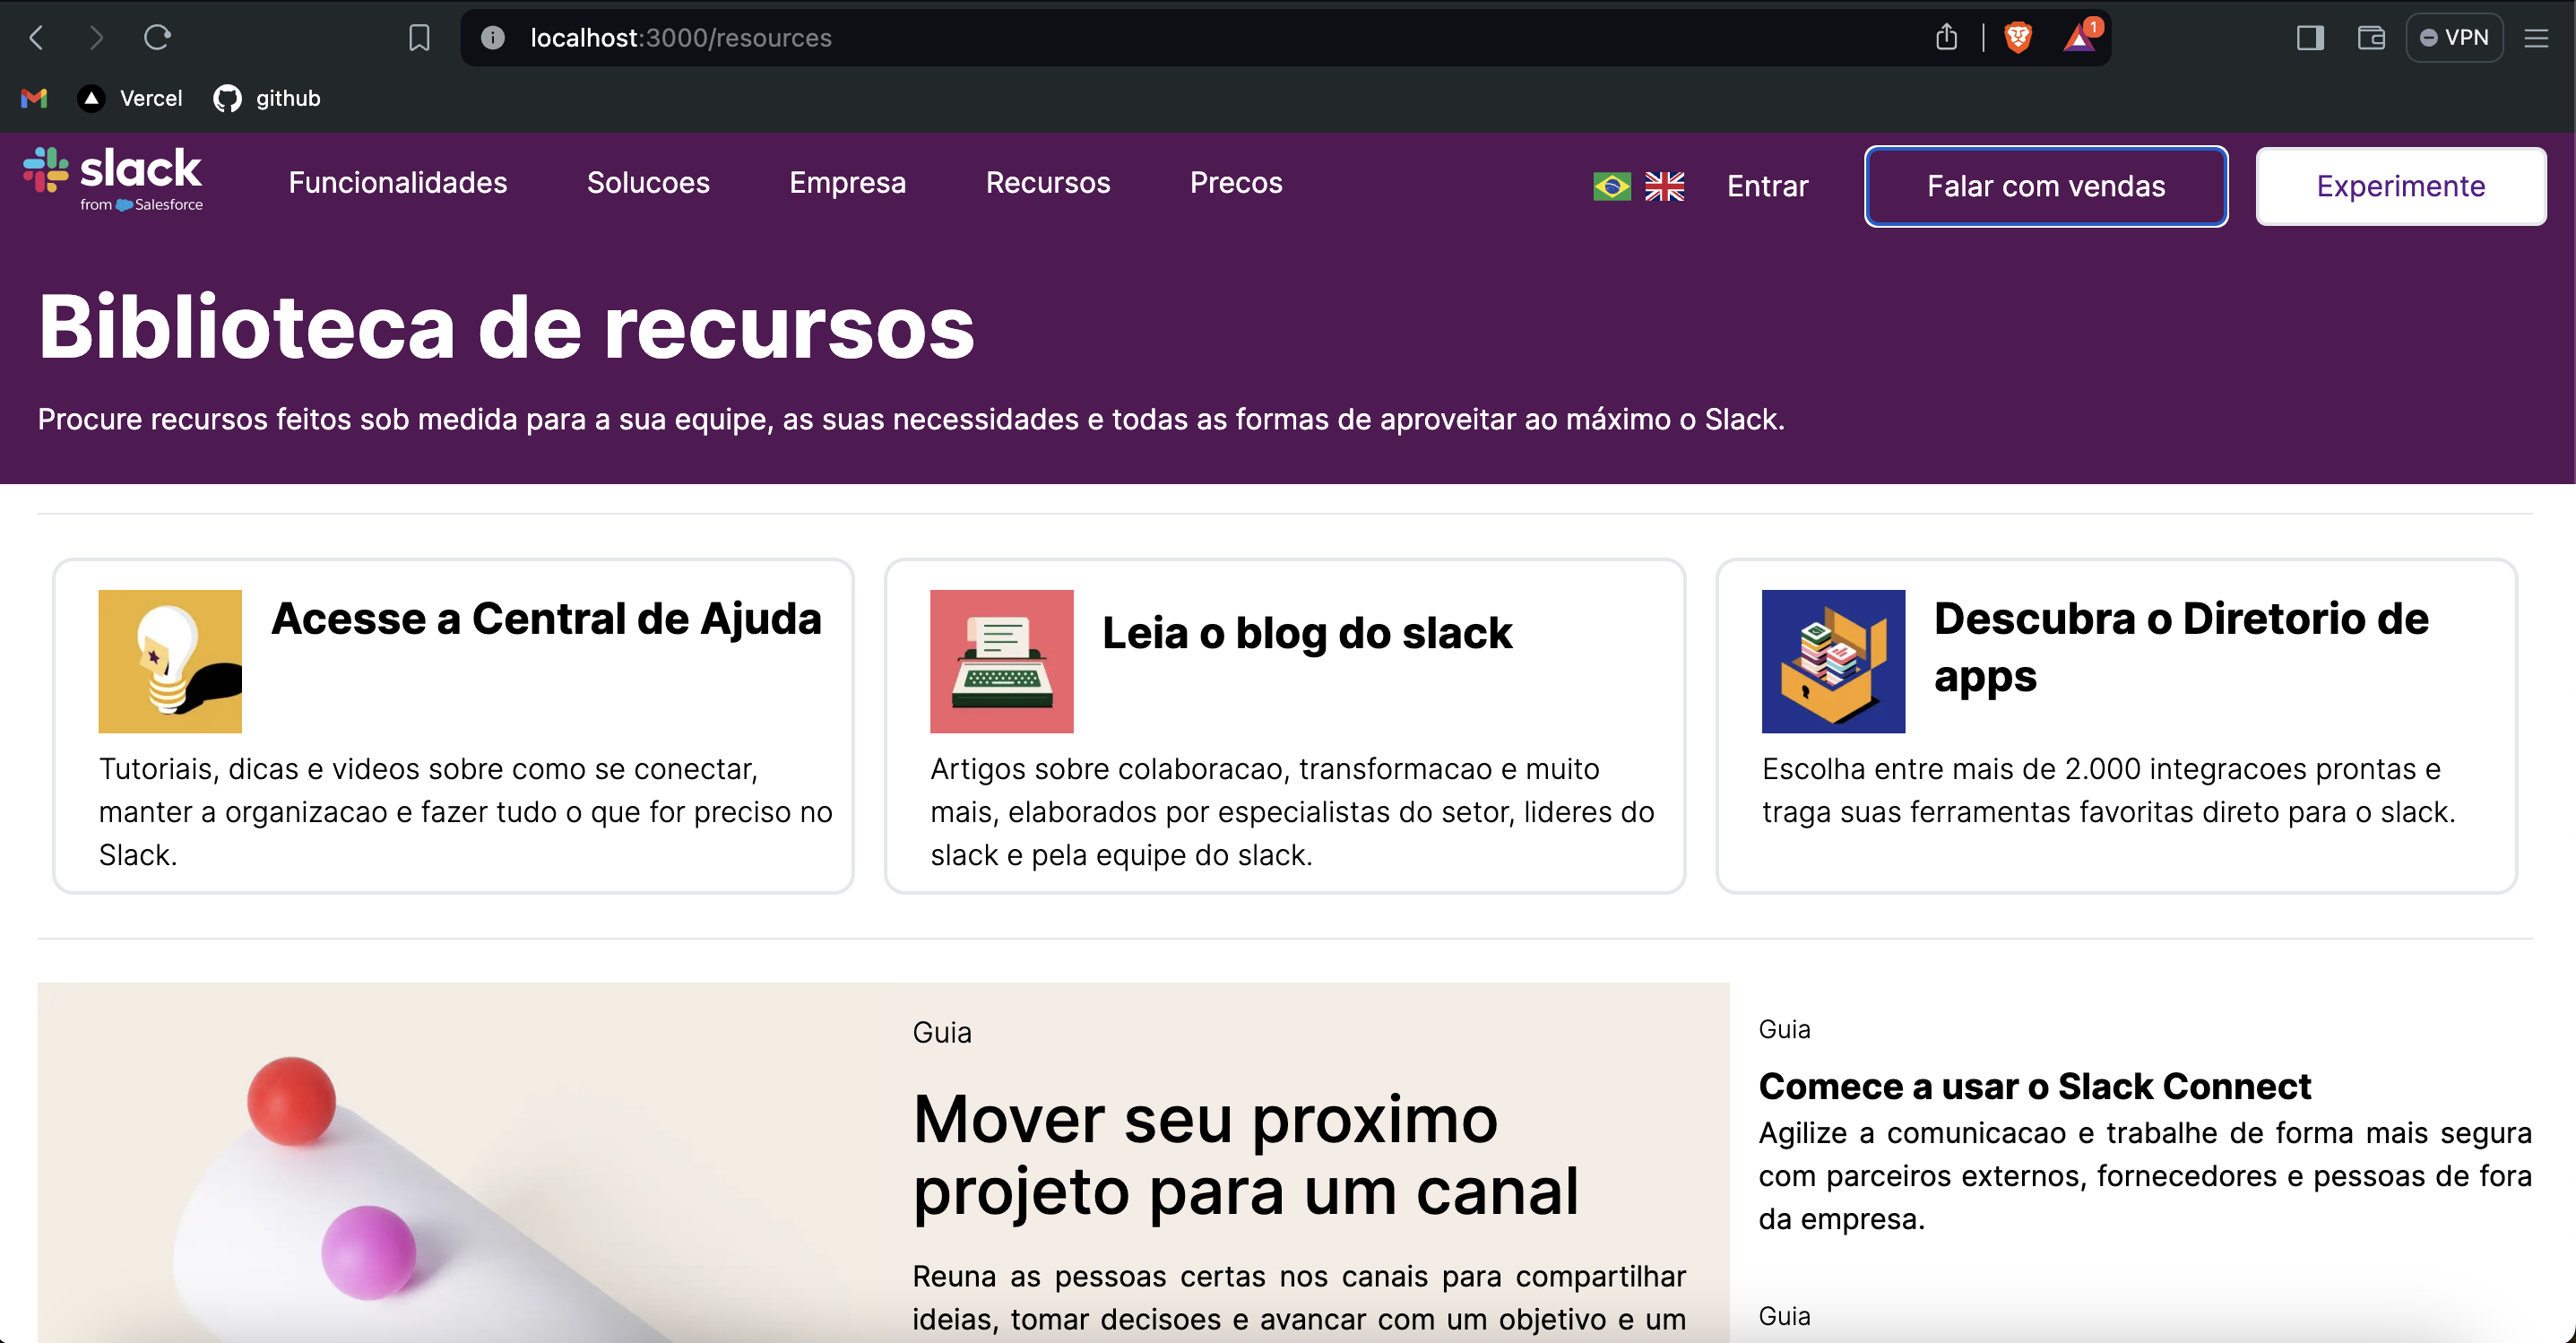 localhost:3000/resources
1
VPN
Vercel
github
slack
from Salesforce
Funcionalidades
Solucoes
Empresa
Recursos
Precos
Entrar
Falar com vendas
Experimente
Biblioteca de recursos
Procure recursos feitos sob medida para a sua equipe, as suas necessidades e todas as formas de aproveitar ao máximo o Slack.
Acesse a Central de Ajuda
Tutoriais, dicas e videos sobre como se conectar,
manter a organizacao e fazer tudo o que for preciso no
Slack.
Leia o blog do slack
Artigos sobre colaboracao, transformacao e muito
mais, elaborados por especialistas do setor, lideres do
slack e pela equipe do slack.
Descubra o Diretorio de
apps
Escolha entre mais de 2.000 integracoes prontas e
traga suas ferramentas favoritas direto para o slack.
Guia
Mover seu proximo
projeto para um canal
Reuna as pessoas certas nos canais para compartilhar
ideias, tomar decisoes e avancar com um objetivo e um
Guia
Comece a usar o Slack Connect
Agilize a comunicacao e trabalhe de forma mais segura
com parceiros externos, fornecedores e pessoas de fora
da empresa.
Guia